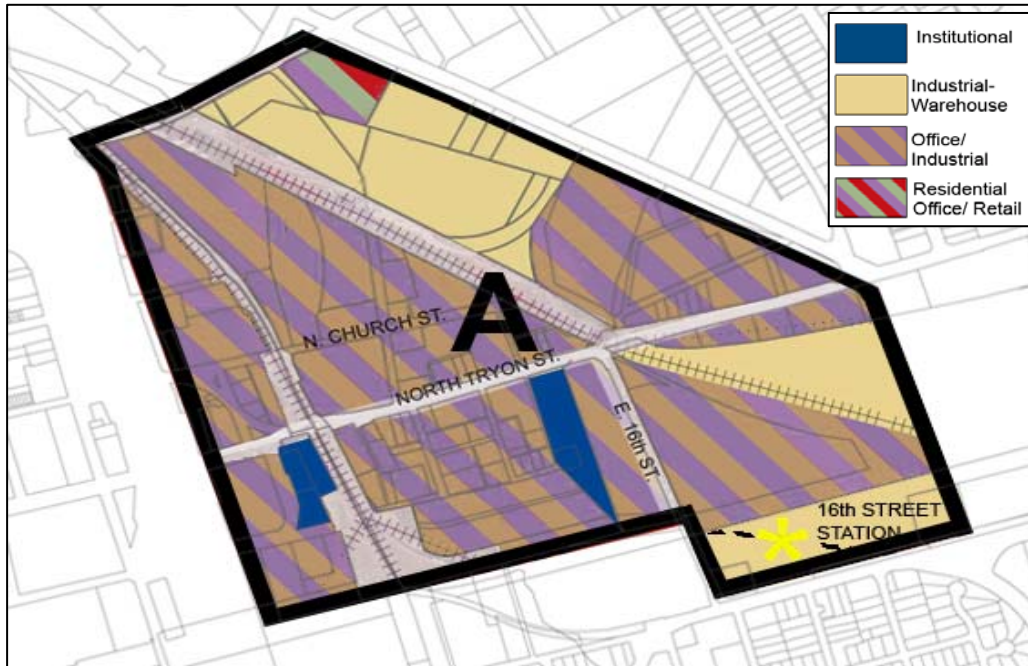 Institutional
Industrial-
Warehouse
Office/
Industrial
Residential
Office/ Retail
A
N. CHURCH ST.
NORTH TRYON ST.
E. 16th ST.
16th STREET
STATION